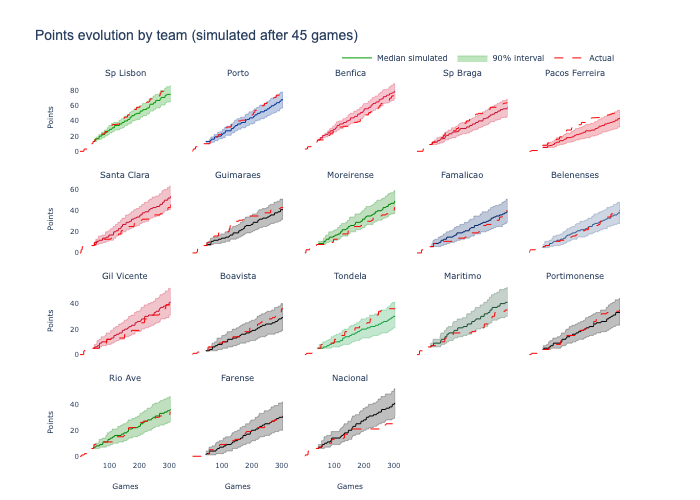 Points evolution by team (simulated after 45 games)
Median simulated 90% interval Actual
Sp Lisbon Porto Benfica Sp Braga Pacos Ferreira
80
60
40
20
0
Points
Santa Clara Guimaraes Moreirense Famalicao Belenenses
60
40
20
0
Points
Gil Vicente Boavista Tondela Maritimo Portimonense
40
20
0
Points
Rio Ave Farense Nacional
40
20
0
Points
100 200 300 100 200 300 100 200 300
Games Games Games